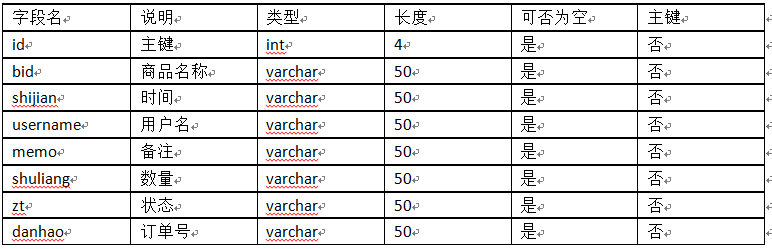 字段名 说明 类型 长度 可否为空 主键
id 主键 int 4 是 否
bid 商品名称 varchar 50 是 否
shijian 时间 varchar 50 是 否
username 用户名 varchar 50 是 否
memo 备注 varchar 50 是 否
shuliang 数量 varchar 50 是 否
zt 状态 varchar 50 是 否
danhao 订单号 varchar 50 是 否